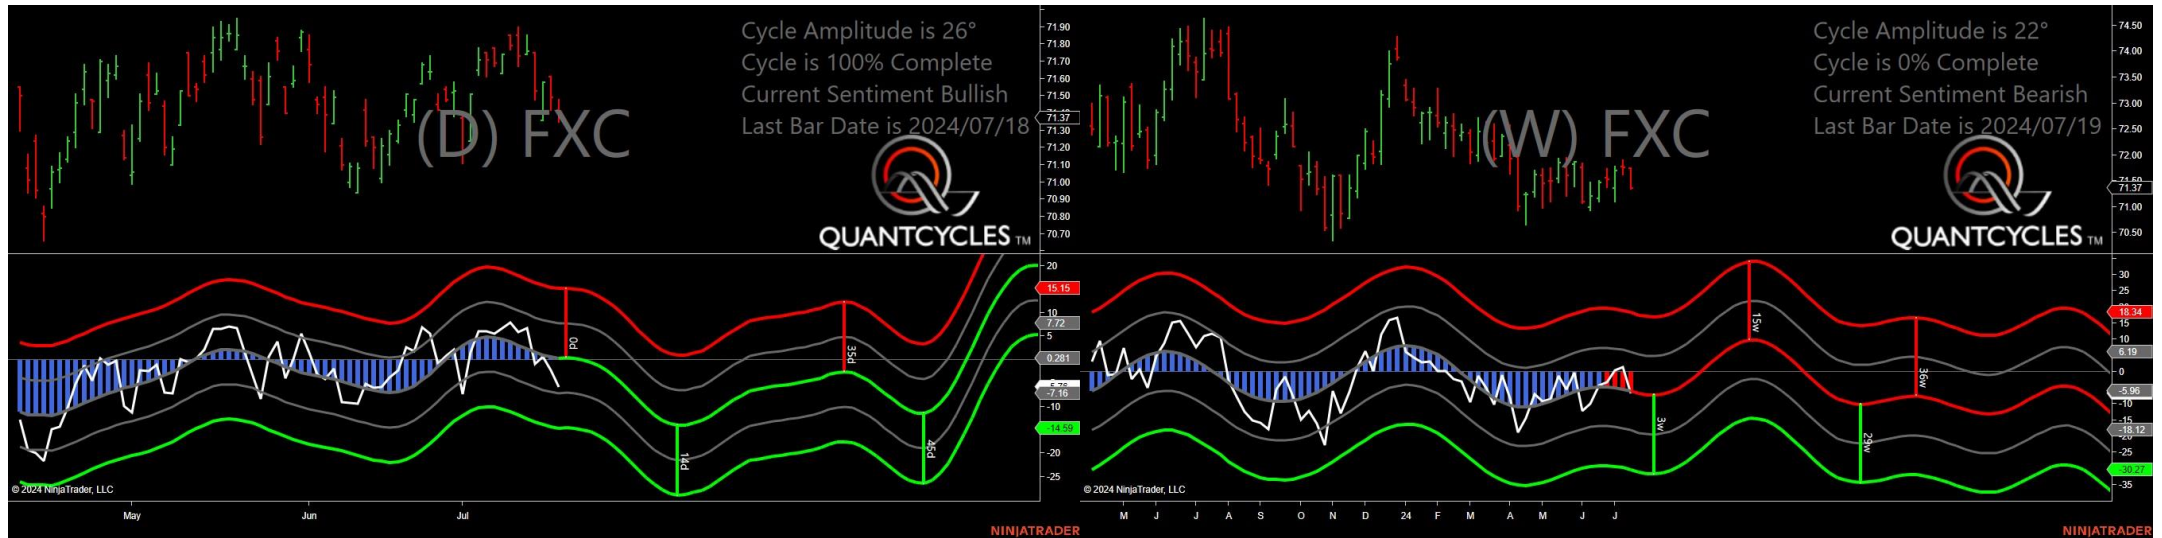 Cycle Amplitude is 26°
Cycle is 100% Complete
Current Sentiment Bullish
Last Bar Date is 2024/07/18
(D) FXC
QUANTCYCLES TM
71.90
71.80
71.70
71.60
71.50
71.37
71.30
71.20
71.10
71.00
70.90
70.80
70.70
20
15.15
10
7.72
5
0.281
-7.16
-10
-14.59
-20
-25
0d
14d
35d
45d
© 2024 NinjaTrader, LLC
May
Jun
Jul
NINJATRADER
Cycle Amplitude is 22°
Cycle is 0% Complete
Current Sentiment Bearish
Last Bar Date is 2024/07/19
(W) FXC
QUANTCYCLES TM
74.50
74.00
73.50
73.00
72.50
72.00
71.50
71.37
71.00
70.50
30
25
18.34
15
10
6.19
0
-5.96
-10
-15
-18.12
-25
-30.27
-35
3w
15w
29w
36w
© 2024 NinjaTrader, LLC
M J J A S O N D 24 F M A M J J
NINJATRADER